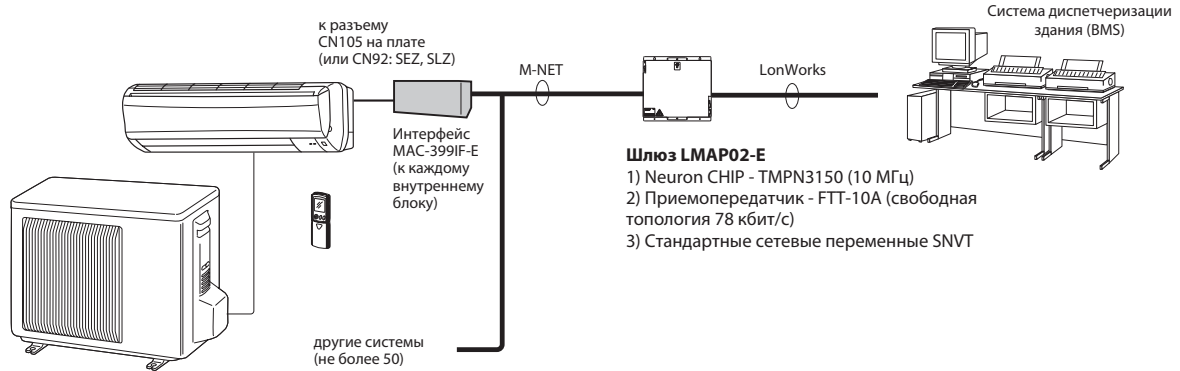 к разъему
CN105 на плате
(или CN92: SEZ, SLZ)
M-NET
LonWorks
Система диспетчеризации
здания (BMS)
Интерфейс
MAC-399IF-E
(к каждому
внутреннему
блоку)
Шлюз LMAP02-E
1) Neuron CHIP - TMPN3150 (10 МГц)
2) Приемопередатчик - FTT-10A (свободная
топология 78 кбит/с)
3) Стандартные сетевые переменные SNVT
другие системы
(не более 50)